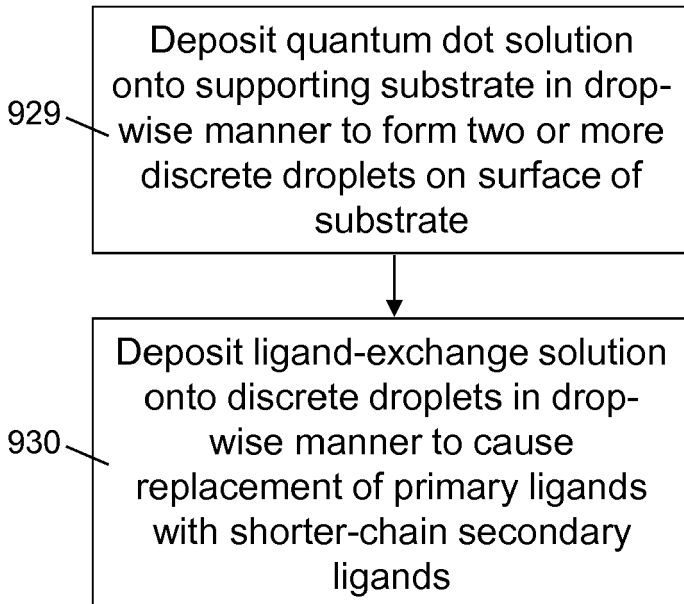 Deposit quantum dot solution
onto supporting substrate in drop-
929
wise manner to form two or more
discrete droplets on surface of
substrate
Deposit ligand-exchange solution
onto discrete droplets in drop-
930
wise manner to cause
replacement of primary ligands
with shorter-chain secondary
ligands